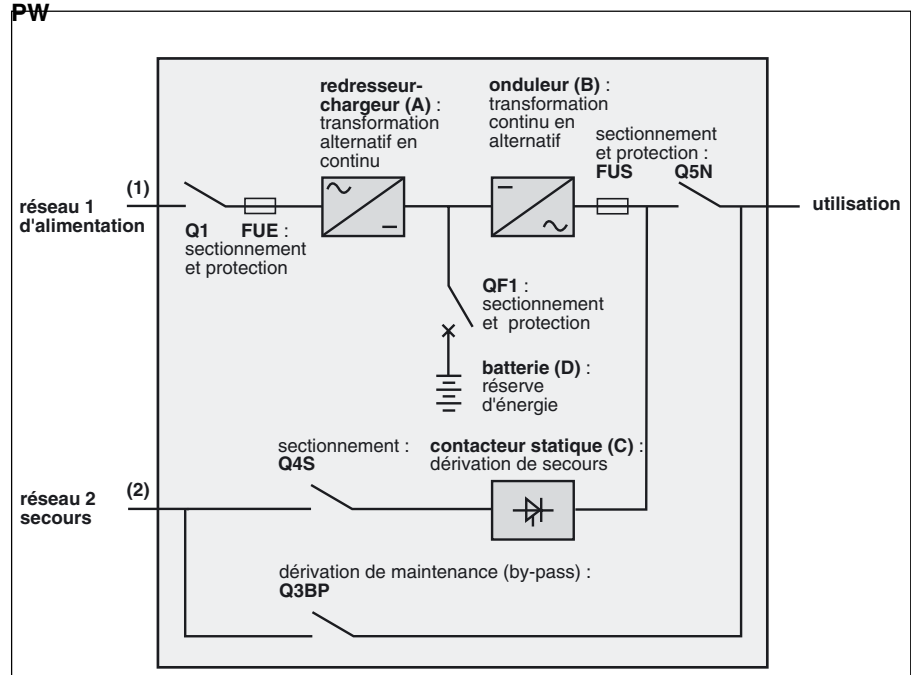 PW
redresseur-
chargeur (A) :
transformation
alternatif en
continu
onduleur (B) :
transformation
continu en
alternatif
sectionnement
et protection :
FUS Q5N
(1)
réseau 1
d'alimentation
Q1 FUE :
sectionnement
et protection
utilisation
QF1 :
sectionnement
et protection
batterie (D) :
réserve
d'énergie
sectionnement :
Q4S
contacteur statique (C) :
dérivation de secours
(2)
réseau 2
secours
dérivation de maintenance (by-pass) :
Q3BP